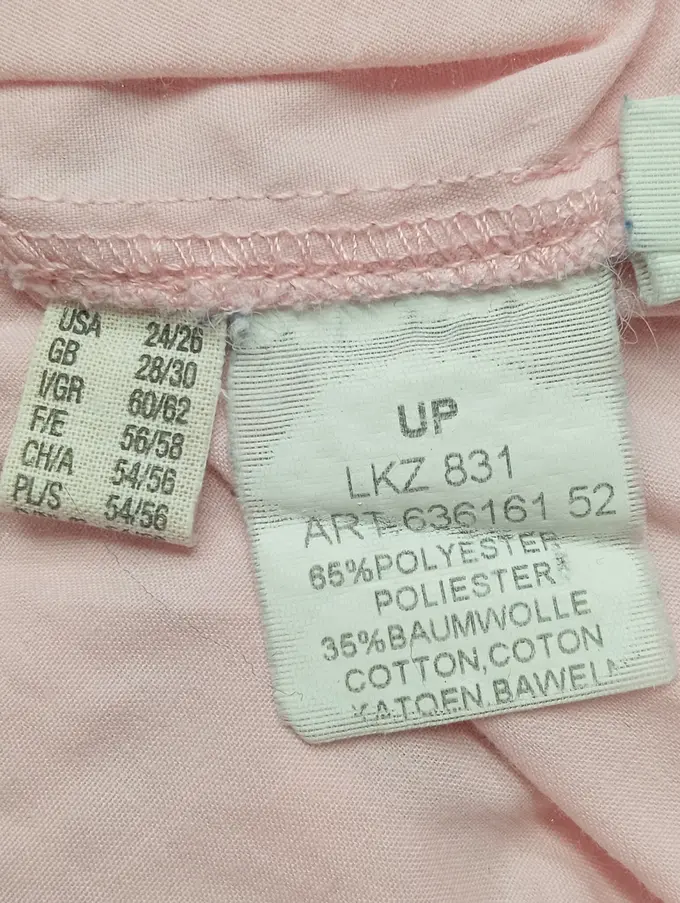 USA 24/26
GB 28/30
I/GR 60/62
F/E 56/58
CH/A 54/56
PL/S 54/56
UP
LKZ 831
ART 636161 52
65%POLYESTER
POLIESTER
35%BAUMWOLLE
COTTON,COTON
KATOEN,BAWEŁN